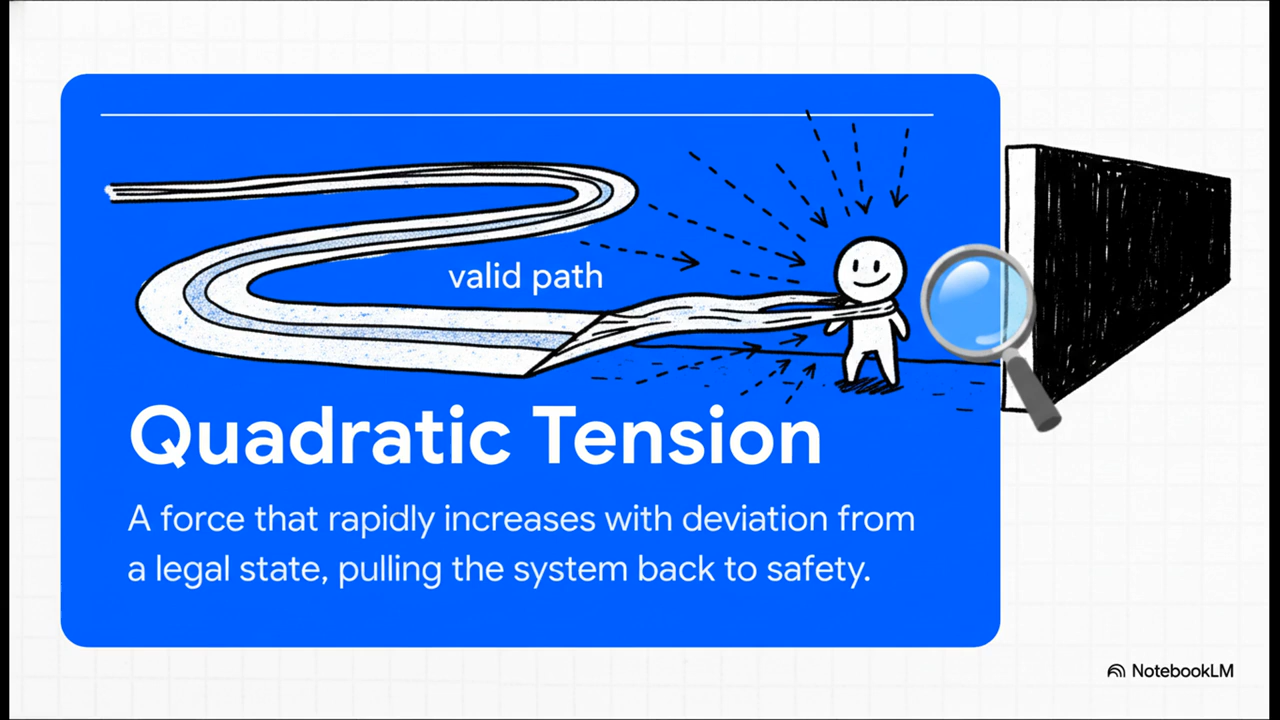 valid path
Quadratic Tension
A force that rapidly increases with deviation from
a legal state, pulling the system back to safety.
NotebookLM